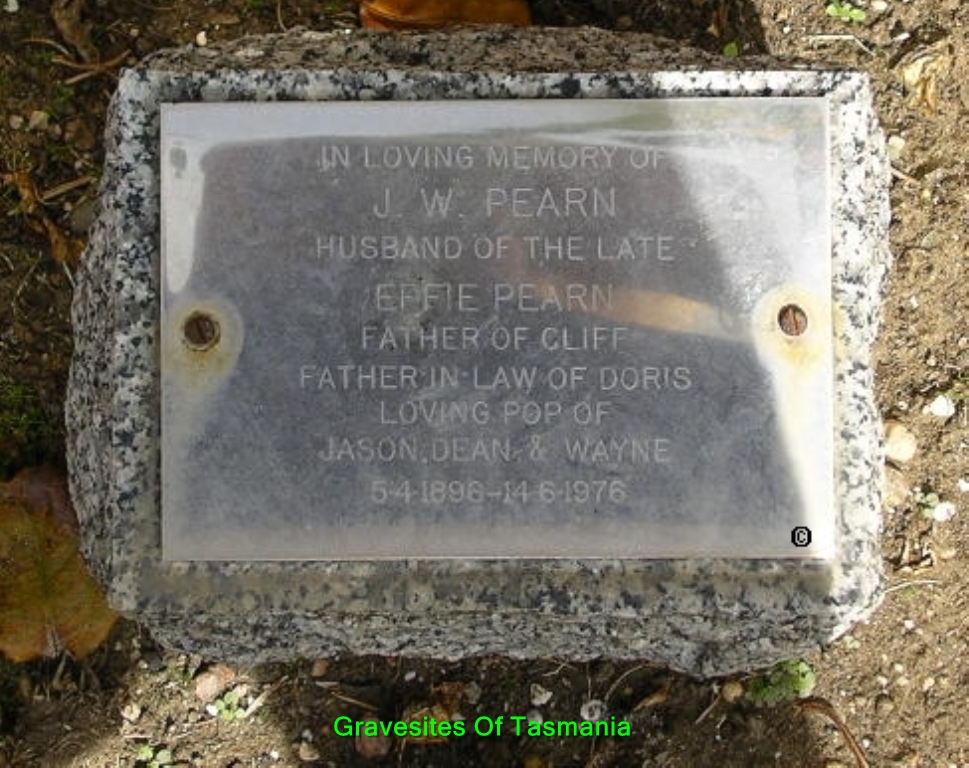 IN LOVING MEMORY OF
J. W. PEARN
HUSBAND OF THE LATE
EFFIE PEARN
FATHER OF CLIFF
FATHER-IN-LAW OF DORIS
LOVING POP OF
JASON, DEAN, & WAYNE
5-4-1896-14-6-1976
©
Gravesites Of Tasmania